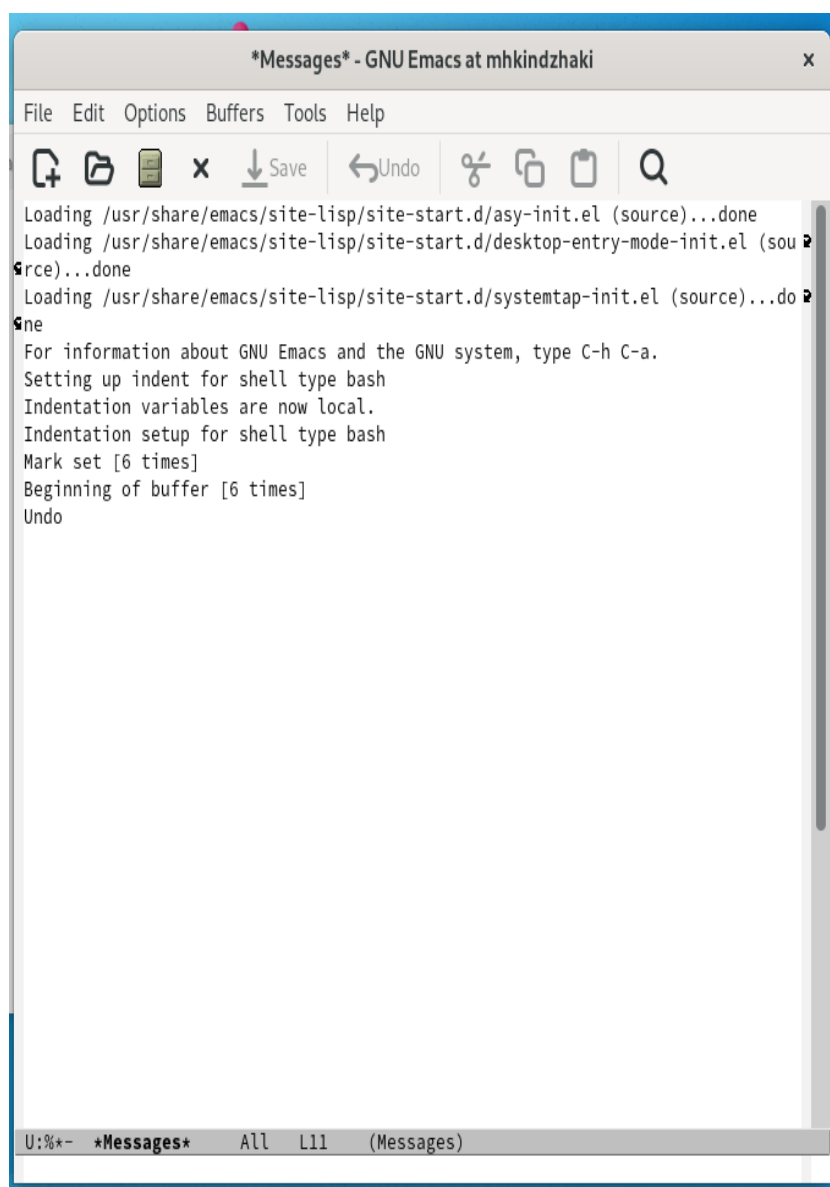 *Messages* - GNU Emacs at mhkindzhaki x
File Edit Options Buffers Tools Help
Save Undo
Loading /usr/share/emacs/site-lisp/site-start.d/asy-init.el (source)...done
Loading /usr/share/emacs/site-lisp/site-start.d/desktop-entry-mode-init.el (sou
rce)...done
Loading /usr/share/emacs/site-lisp/site-start.d/systemtap-init.el (source)...do
ne
For information about GNU Emacs and the GNU system, type C-h C-a.
Setting up indent for shell type bash
Indentation variables are now local.
Indentation setup for shell type bash
Mark set [6 times]
Beginning of buffer [6 times]
Undo
U:%*- *Messages* All L11 (Messages)